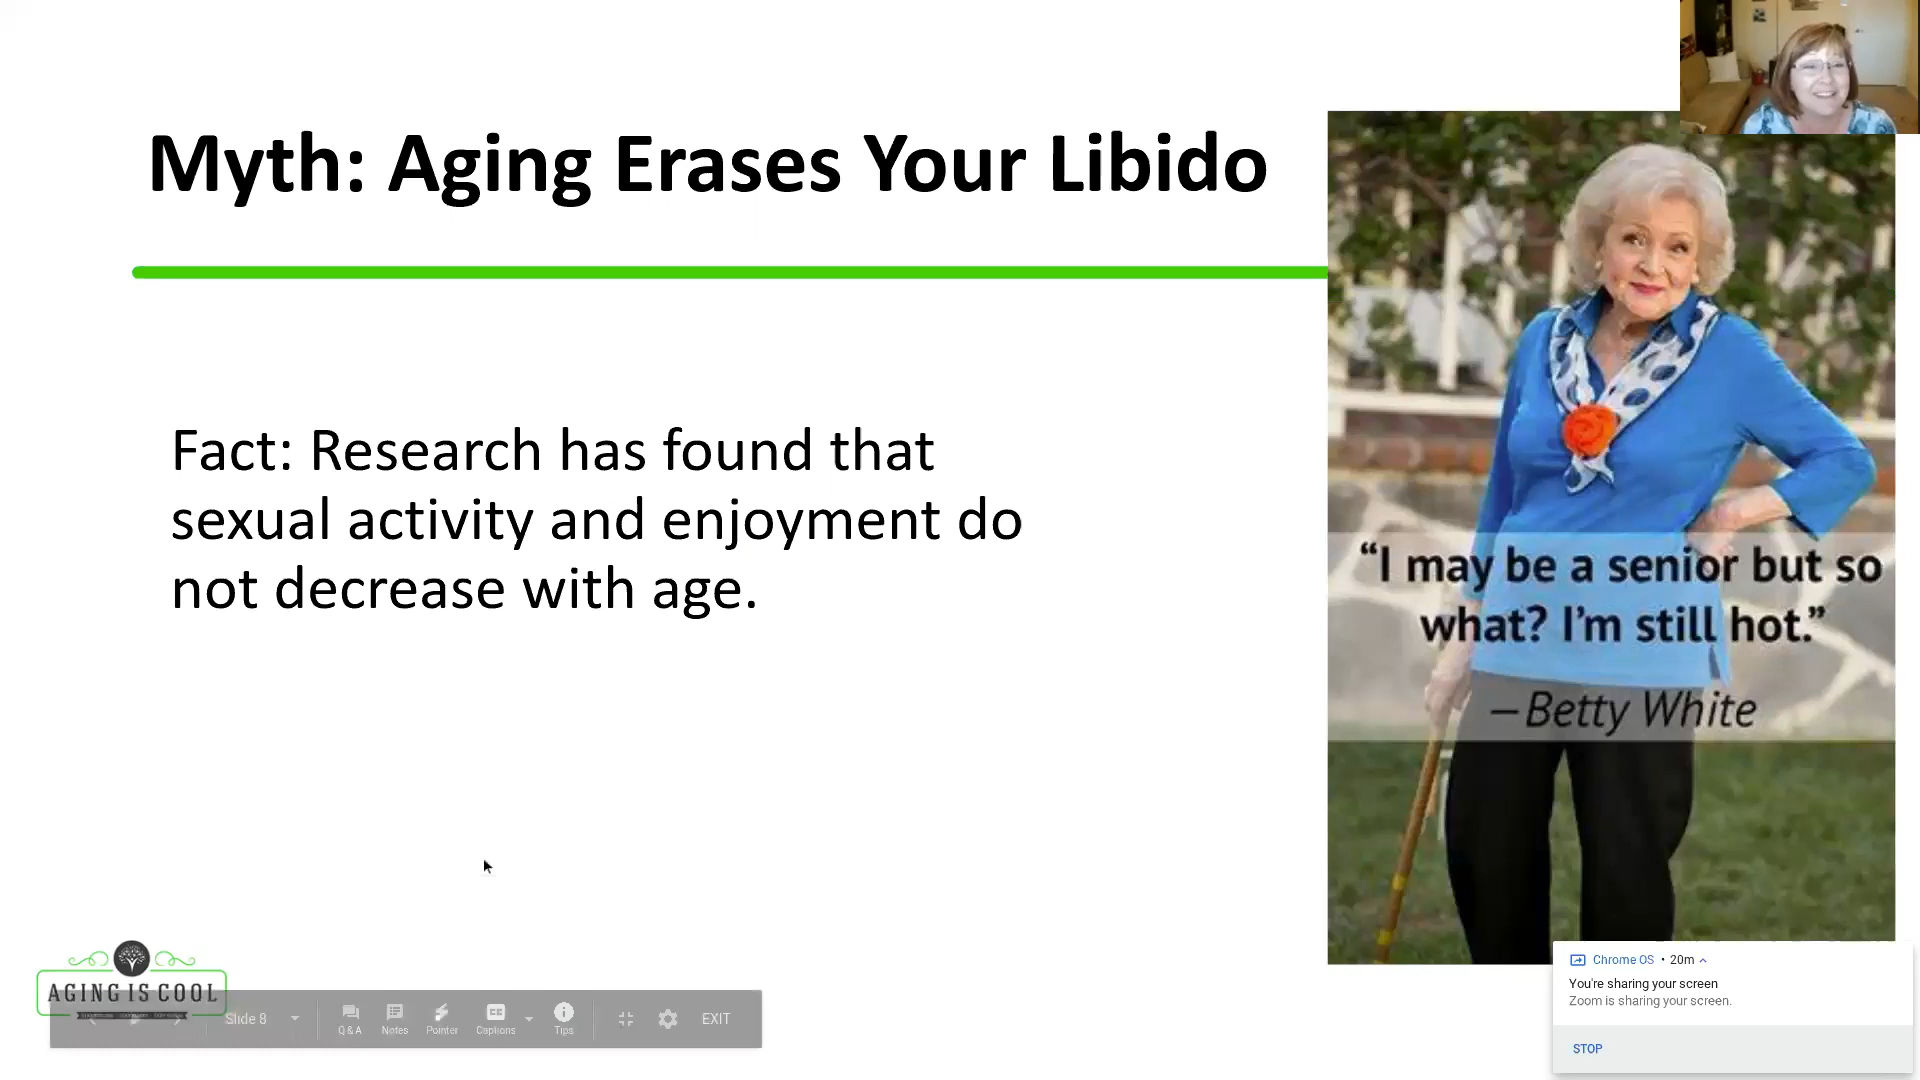 Myth: Aging Erases Your Libido
Fact: Research has found that
sexual activity and enjoyment do
not decrease with age.
“I may be a senior but so
what? I’m still hot.”
–Betty White
AGING IS COOL
Slide 8
Q&A
Notes
Pointer
Captions
Tips
EXIT
Chrome OS • 20m
You're sharing your screen
Zoom is sharing your screen.
STOP